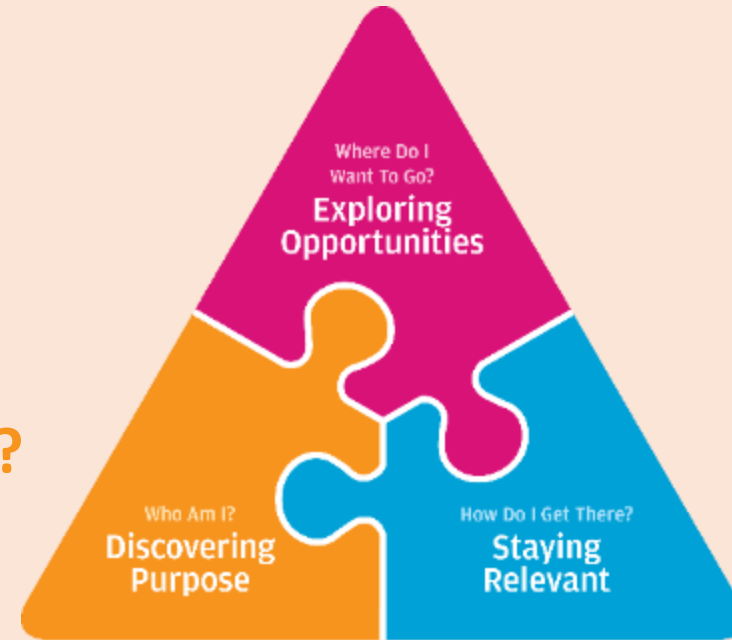 Where Do I
Want To Go?
Exploring
Opportunities
?
Who Am I?
Discovering
Purpose
How Do I Get There?
Staying
Relevant